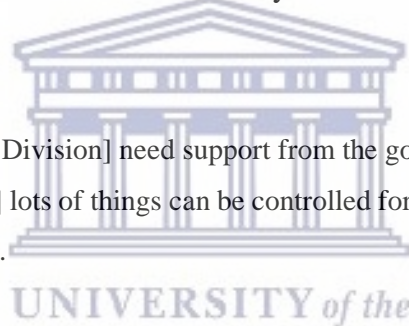 Division] need support from the go
] lots of things can be controlled for
.
UNIVERSITY of the